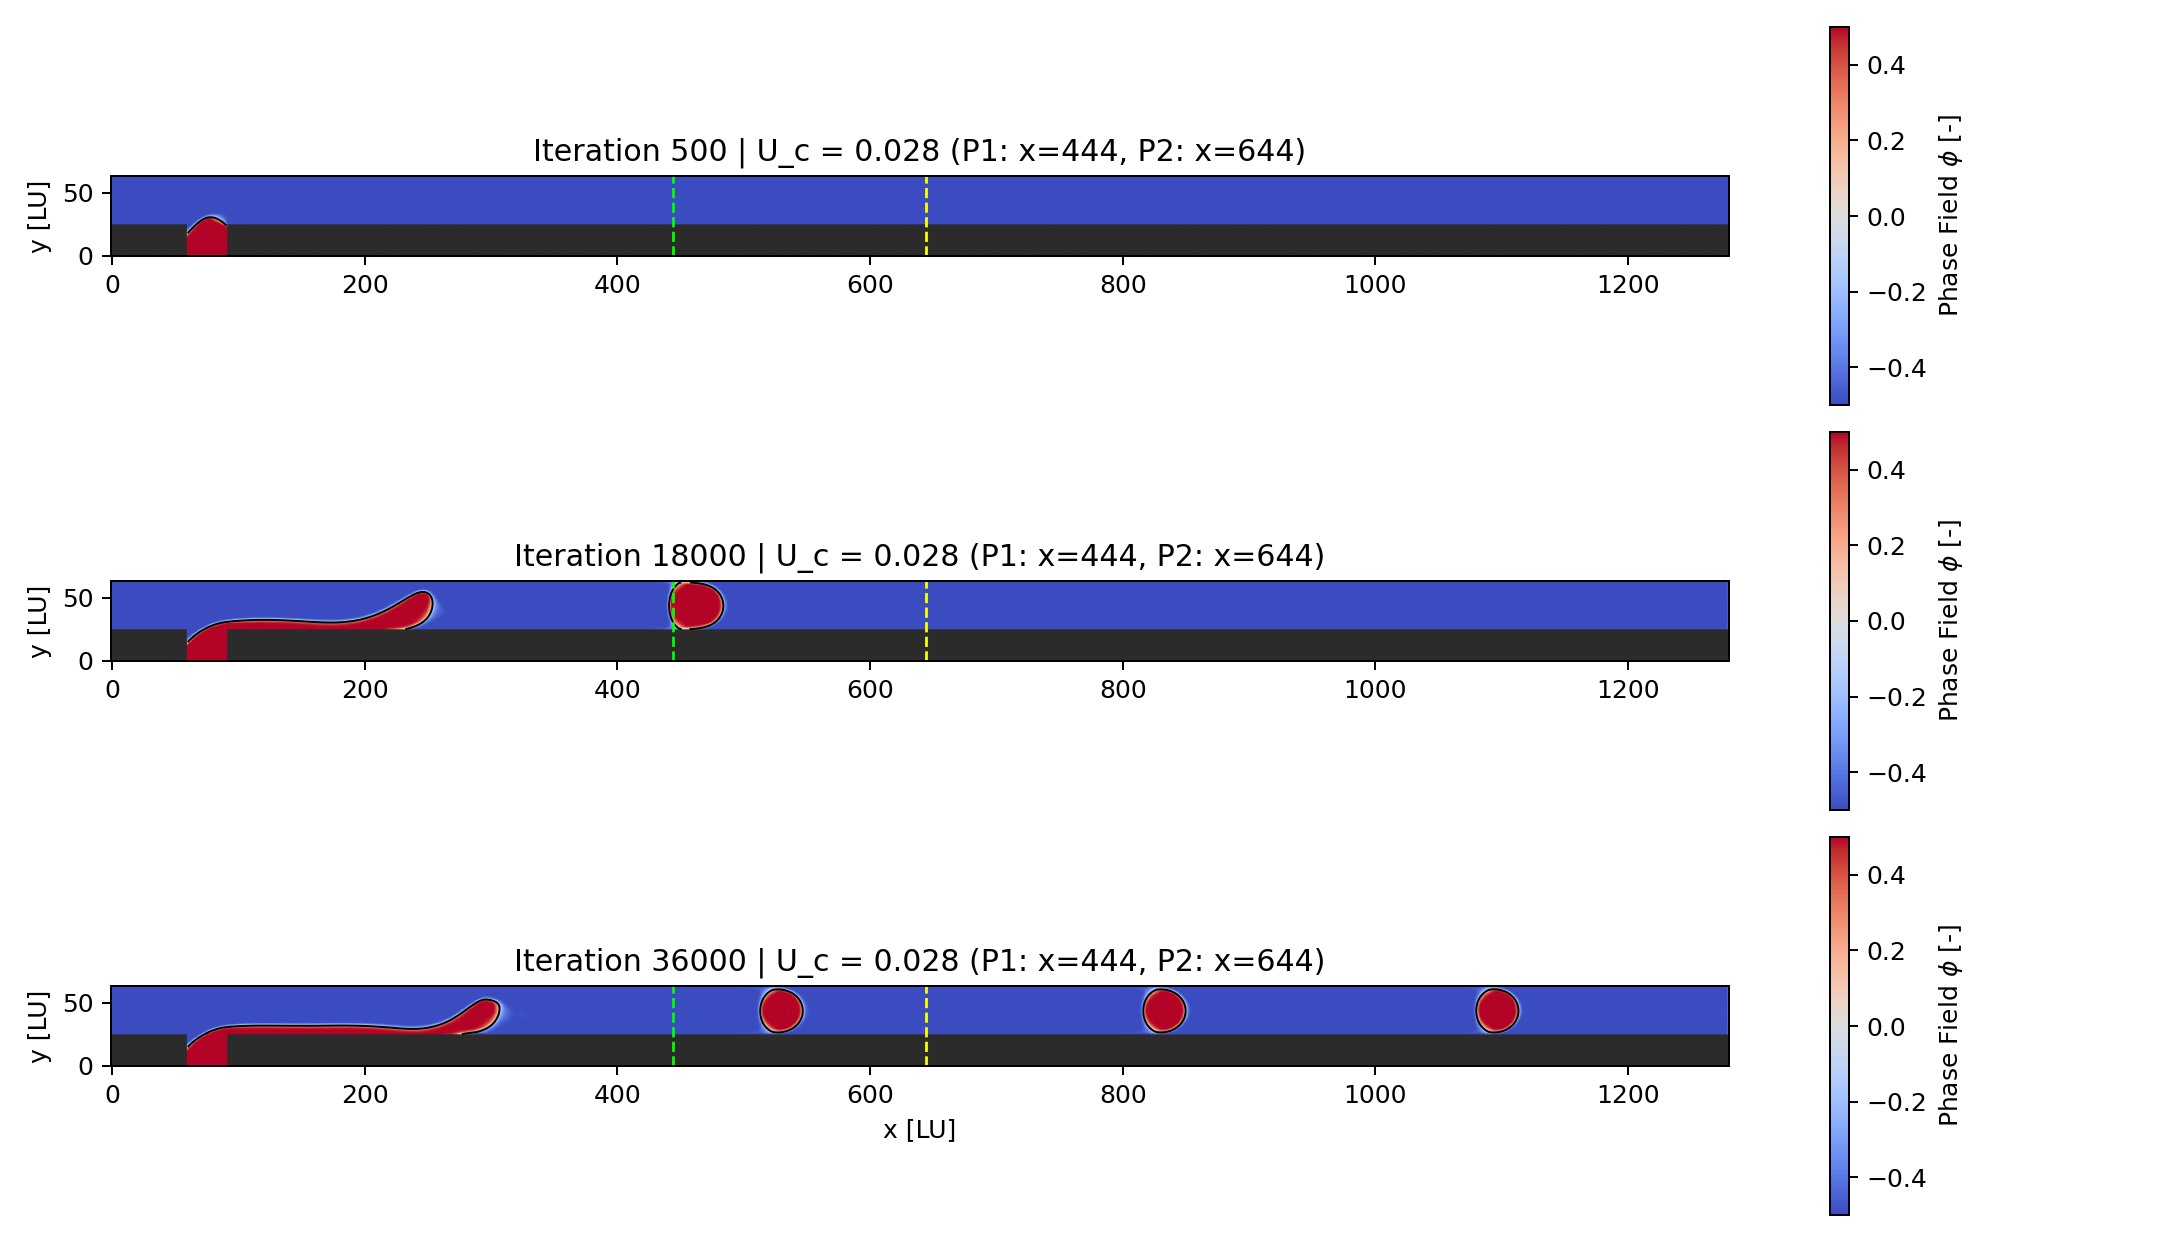 Iteration 500 | U_c = 0.028 (P1: x=444, P2: x=644)
y [LU]
50
0
0 200 400 600 800 1000 1200
0.4
0.2
0.0
−0.2
−0.4
Phase Field ϕ [-]
Iteration 18000 | U_c = 0.028 (P1: x=444, P2: x=644)
y [LU]
50
0
0 200 400 600 800 1000 1200
0.4
0.2
0.0
−0.2
−0.4
Phase Field ϕ [-]
Iteration 36000 | U_c = 0.028 (P1: x=444, P2: x=644)
y [LU]
50
0
0 200 400 600 800 1000 1200
x [LU]
0.4
0.2
0.0
−0.2
−0.4
Phase Field ϕ [-]